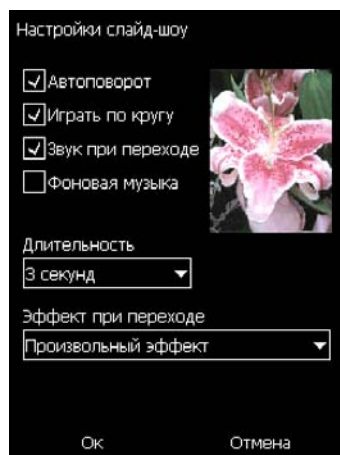 Настройки слайд-шоу
Автоповорот
Играть по кругу
Звук при переходе
Фоновая музыка
Длительность
3 секунд
Эффект при переходе
Произвольный эффект
Ок
Отмена